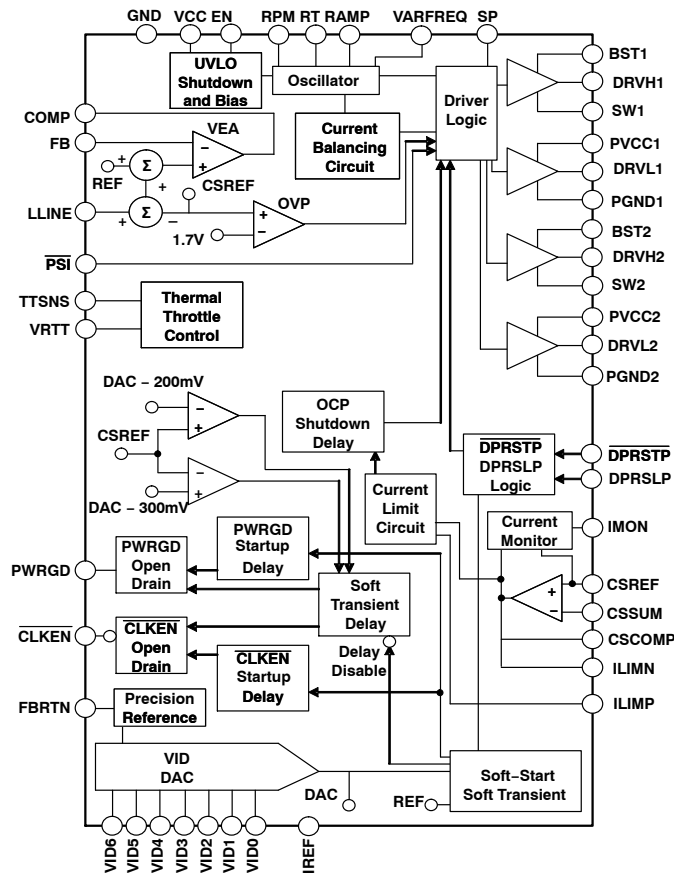 GND
VCC EN
RPM RT RAMP
VARFREQ
SP
UVLO
Shutdown
and Bias
Oscillator
Driver
Logic
BST1
DRVH1
SW1
COMP
FB
VEA
−
+
Current
Balancing
Circuit
REF
+
Σ
+
CSREF
LLINE
+
Σ
−
OVP
+
−
1.7V
PVCC1
DRVL1
PGND1
BST2
DRVH2
SW2
PSI
TTSNS
VRTT
Thermal
Throttle
Control
PVCC2
DRVL2
PGND2
DAC − 200mV
−
+
CSREF
−
+
DAC − 300mV
OCP
Shutdown
Delay
Current
Limit
Circuit
DPRSTP
DPRSLP
Logic
DPRSTP
DPRSLP
Current
Monitor
IMON
+
−
CSREF
CSSUM
CSCOMP
ILIMN
ILIMP
PWRGD
PWRGD
Open
Drain
PWRGD
Startup
Delay
Soft
Transient
Delay
CLKEN
CLKEN
Open
Drain
CLKEN
Startup
Delay
Delay
Disable
FBRTN
Precision
Reference
VID
DAC
DAC
REF
Soft−Start
Soft Transient
VID6
VID5
VID4
VID3
VID2
VID1
VID0
IREF